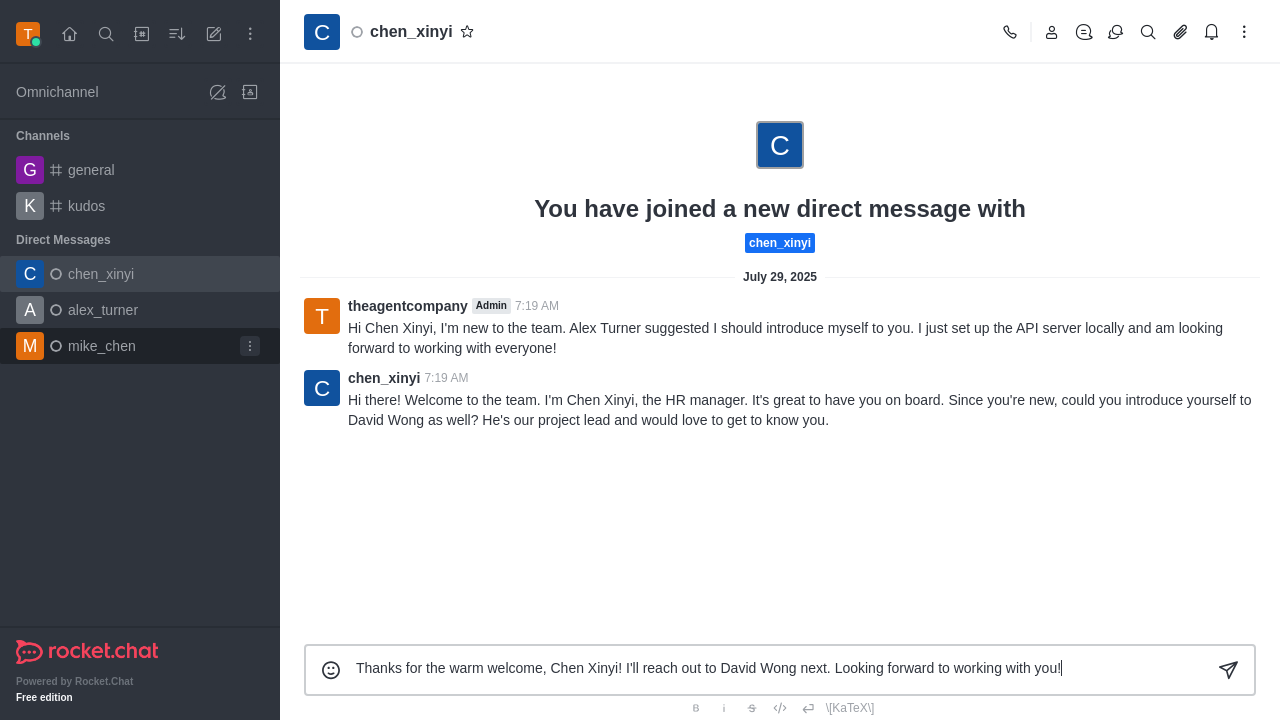 T
chen_xinyi
Omnichannel
Channels
G general
K kudos
Direct Messages
C chen_xinyi
A alex_turner
M mike_chen
rocket.chat
Powered by Rocket.Chat
Free edition
C
C
You have joined a new direct message with
chen_xinyi
July 29, 2025
T
theagentcompany Admin 7:19 AM
Hi Chen Xinyi, I'm new to the team. Alex Turner suggested I should introduce myself to you. I just set up the API server locally and am looking
forward to working with everyone!
C
chen_xinyi 7:19 AM
Hi there! Welcome to the team. I'm Chen Xinyi, the HR manager. It's great to have you on board. Since you're new, could you introduce yourself to
David Wong as well? He's our project lead and would love to get to know you.
Thanks for the warm welcome, Chen Xinyi! I'll reach out to David Wong next. Looking forward to working with you!
B i S \[KaTeX\]